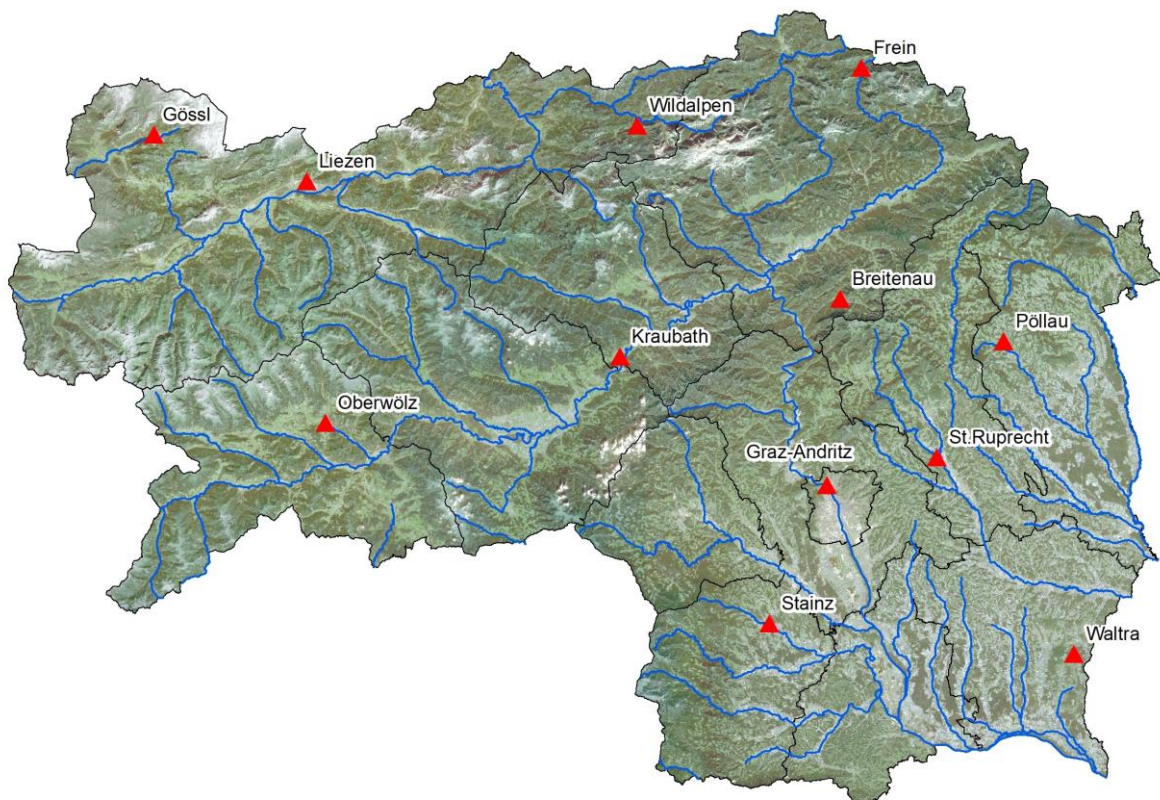 Frein
Wildalpen
Gössl
Liezen
Breitenau
Pöllau
Kraubath
Oberwölz
St.Ruprecht
Graz-Andritz
Stainz
Waltra